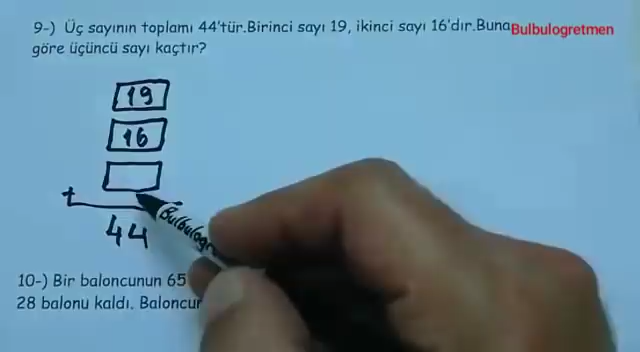 9-) Üç sayının toplamı 44'tür.Birinci sayı 19, ikinci sayı 16'dır.Buna
Bulbulogretmen
göre üçüncü sayı kaçtır?
19
16
+
44
10-) Bir baloncunun 65
28 balonu kaldı.